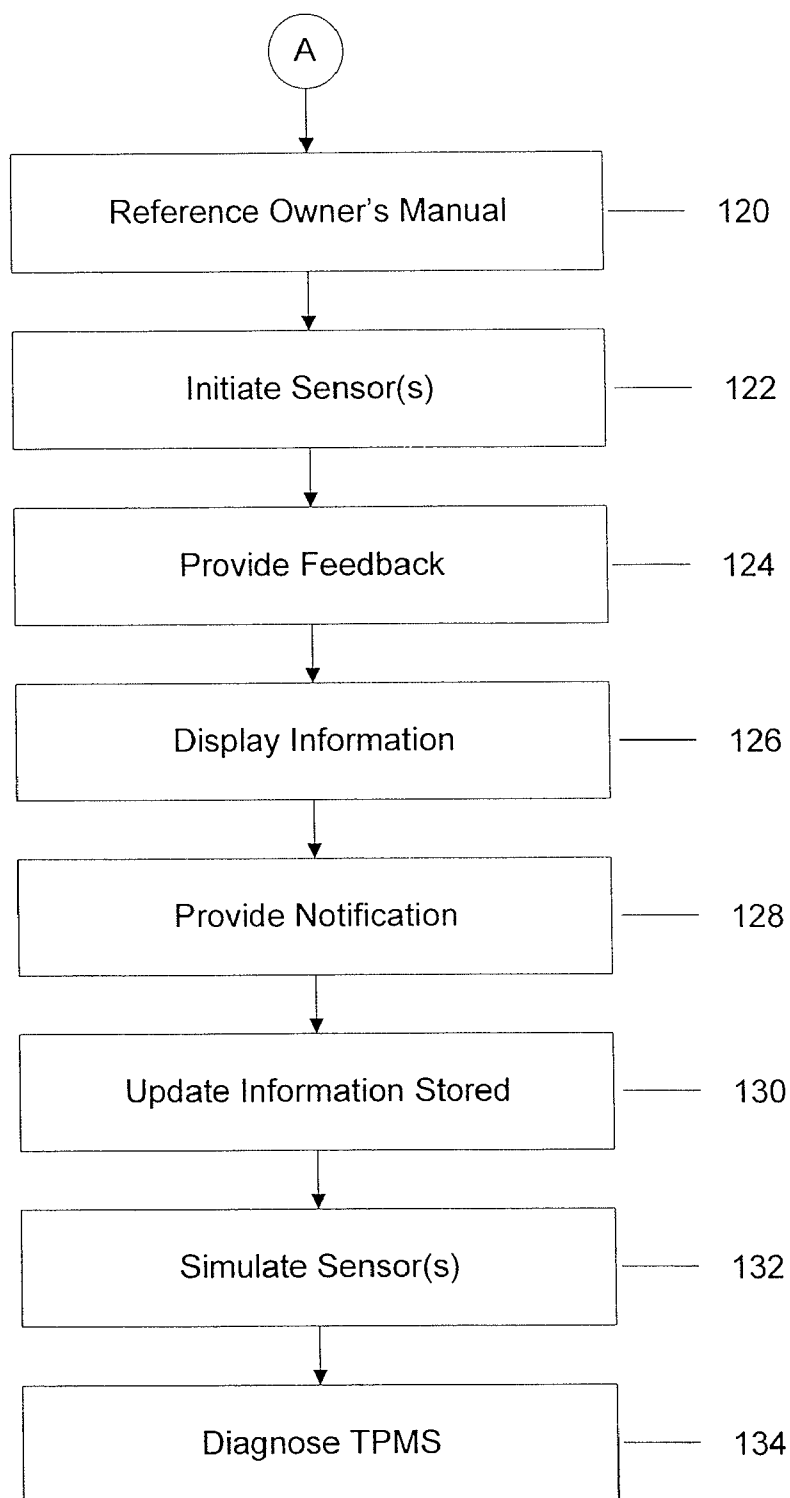 A
Reference Owner's Manual 120
Initiate Sensor(s) 122
Provide Feedback 124
Display Information 126
Provide Notification 128
Update Information Stored 130
Simulate Sensor(s) 132
Diagnose TPMS 134